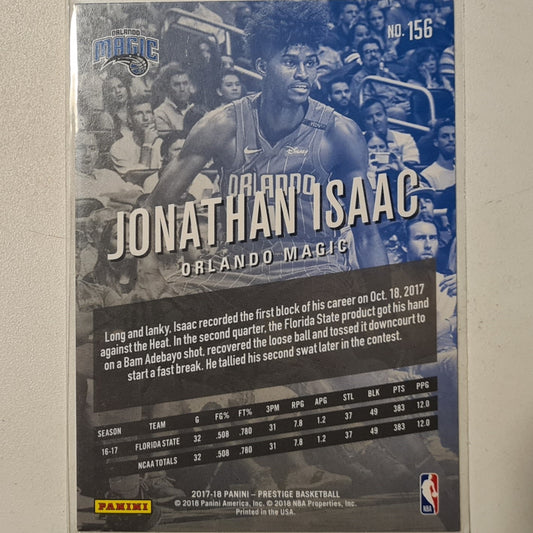 ORLANDO
MAGIC
NO. 156
Disney
ORLANDO
JONATHAN ISAAC
ORLANDO MAGIC
Long and lanky, Isaac recorded the first block of his career on Oct. 18, 2017
against the Heat. In the second quarter, the Florida State product got his hand
on a Bam Adebayo shot, recovered the loose ball and tossed it downcourt to
start a fast break. He tallied his second swat later in the contest.
SEASON TEAM G FG% FT% 3PM RPG APG STL BLK PTS PPG
16-17 FLORIDA STATE 32 .508 .780 31 7.8 1.2 37 49 383 12.0
NCAA TOTALS 32 .508 .780 31 7.8 1.2 37 49 383 12.0
PANINI
2017-18 PANINI – PRESTIGE BASKETBALL
© 2018 Panini America, Inc. © 2018 NBA Properties, Inc.
Printed in the USA.
NBA